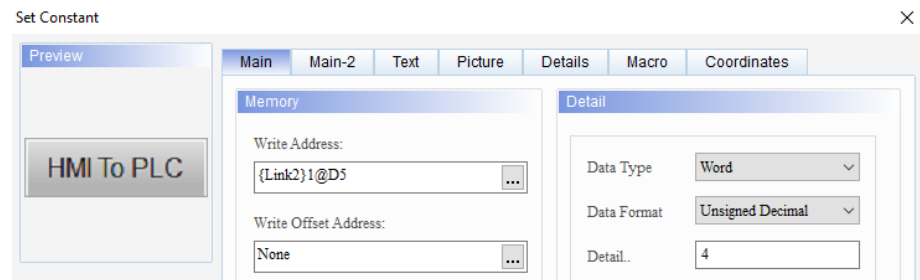 Set Constant
Preview
HMI To PLC
Main Main-2 Text Picture Details Macro Coordinates
Memory
Write Address:
{Link2}1@D5
...
Write Offset Address:
None
...
Detail
Data Type Word
Data Format Unsigned Decimal
Detail.. 4